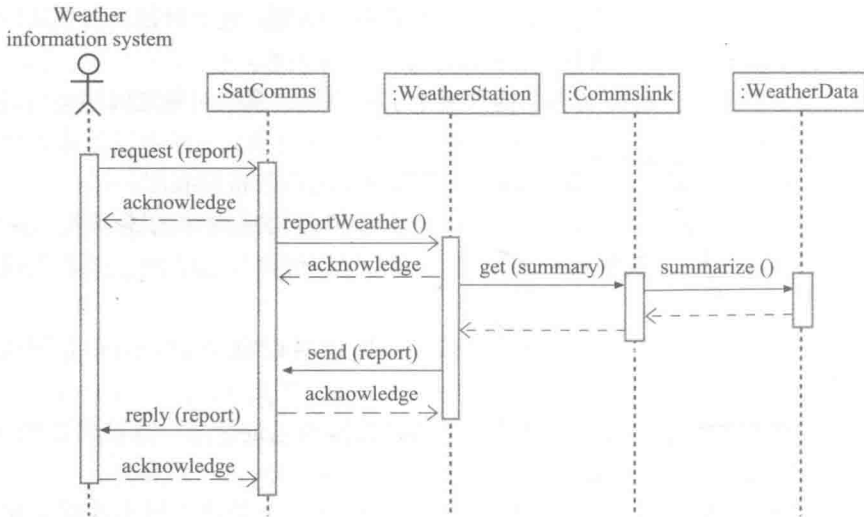 Weather
information system
:SatComms
:WeatherStation
:Commslink
:WeatherData
request (report)
acknowledge
reportWeather ()
acknowledge
get (summary)
summarize ()
send (report)
acknowledge
reply (report)
acknowledge